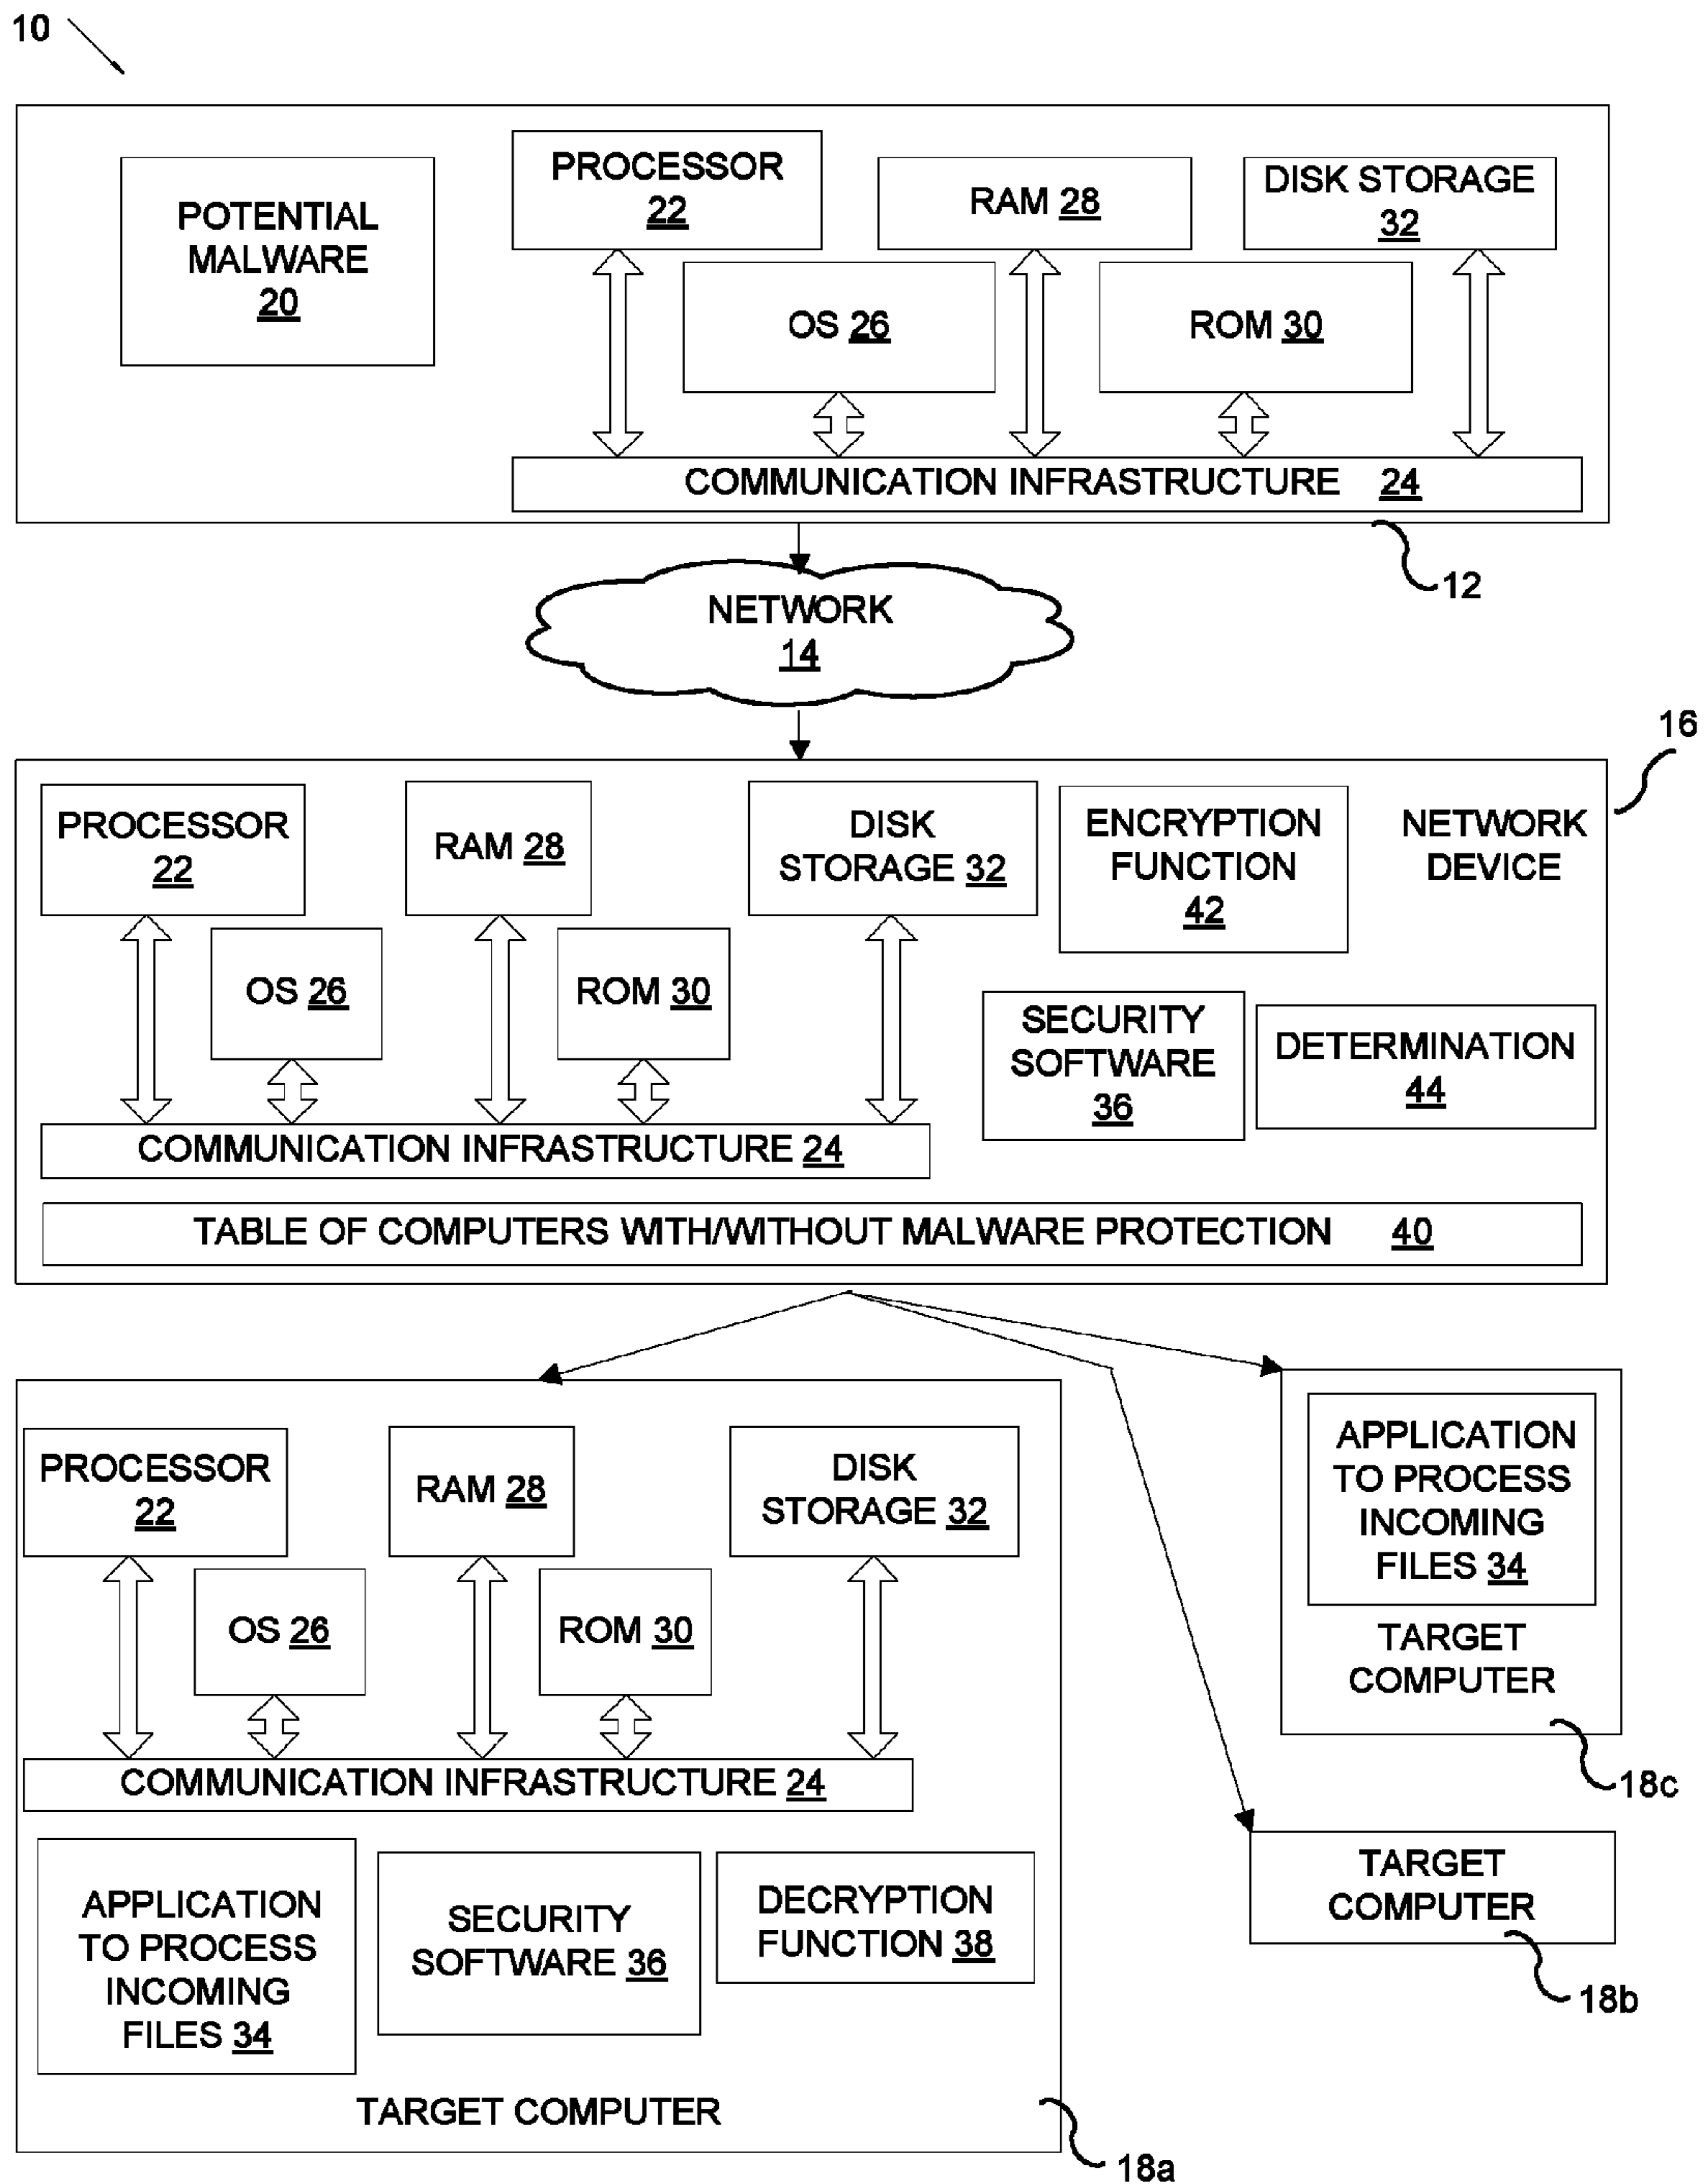 10
POTENTIAL
MALWARE
20
PROCESSOR
22
RAM 28
DISK STORAGE
32
OS 26
ROM 30
COMMUNICATION INFRASTRUCTURE 24
12
NETWORK
14
16
PROCESSOR
22
RAM 28
DISK
STORAGE 32
ENCRYPTION
FUNCTION
42
NETWORK
DEVICE
OS 26
ROM 30
SECURITY
SOFTWARE
36
DETERMINATION
44
COMMUNICATION INFRASTRUCTURE 24
TABLE OF COMPUTERS WITH/WITHOUT MALWARE PROTECTION 40
PROCESSOR
22
RAM 28
DISK
STORAGE 32
OS 26
ROM 30
COMMUNICATION INFRASTRUCTURE 24
APPLICATION
TO PROCESS
INCOMING
FILES 34
SECURITY
SOFTWARE 36
DECRYPTION
FUNCTION 38
TARGET COMPUTER
18a
APPLICATION
TO PROCESS
INCOMING
FILES 34
TARGET
COMPUTER
18c
TARGET
COMPUTER
18b